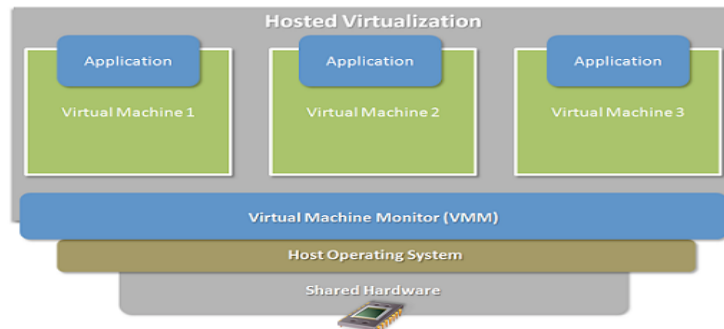 Hosted Virtualization
Application
Application
Application
Virtual Machine 1
Virtual Machine 2
Virtual Machine 3
Virtual Machine Monitor (VMM)
Host Operating System
Shared Hardware